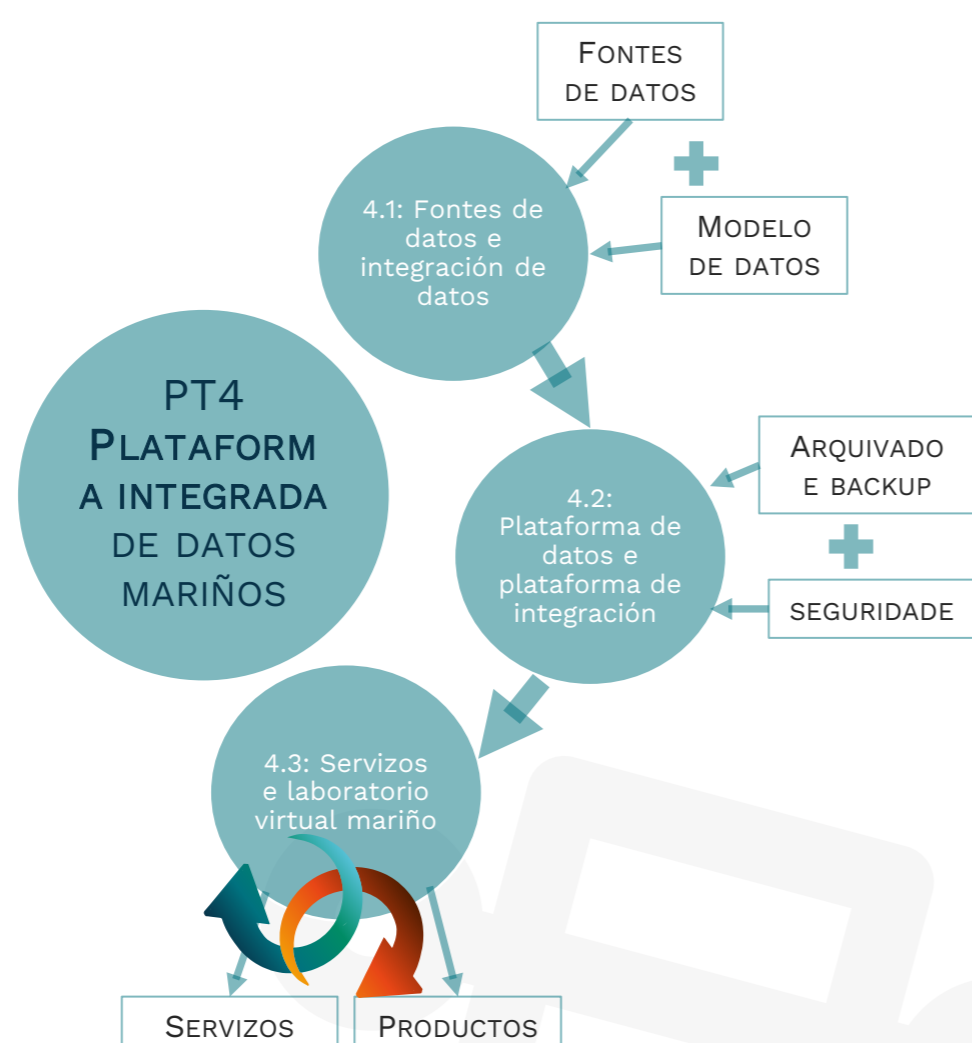 FONTES
DE DATOS
4.1: Fontes de
datos e
integración de
datos
MODELO
DE DATOS
PT4
PLATAFORM
A INTEGRADA
DE DATOS
MARIÑOS
ARQUIVADO
E BACKUP
4.2:
Plataforma de
datos e
plataforma de
integración
SEGURIDADE
4.3: Servizos
e laboratorio
virtual mariño
SERVIZOS
PRODUCTOS